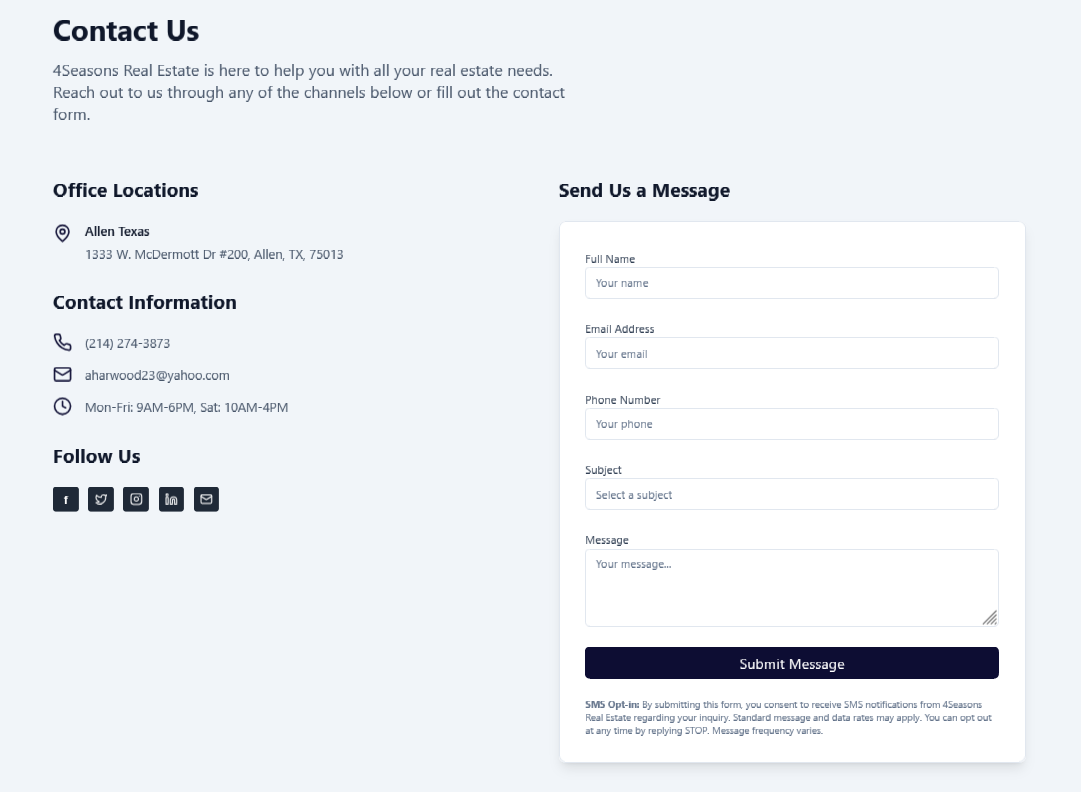 Contact Us
4Seasons Real Estate is here to help you with all your real estate needs.
Reach out to us through any of the channels below or fill out the contact
form.
Office Locations
Allen Texas
1333 W. McDermott Dr #200, Allen, TX, 75013
Contact Information
(214) 274-3873
aharwood23@yahoo.com
Mon-Fri: 9AM-6PM, Sat: 10AM-4PM
Follow Us
f
Send Us a Message
Full Name
Your name
Email Address
Your email
Phone Number
Your phone
Subject
Select a subject
Message
Your message...
Submit Message
SMS Opt-in: By submitting this form, you consent to receive SMS notifications from 4Seasons
Real Estate regarding your inquiry. Standard message and data rates may apply. You can opt out
at any time by replying STOP. Message frequency varies.